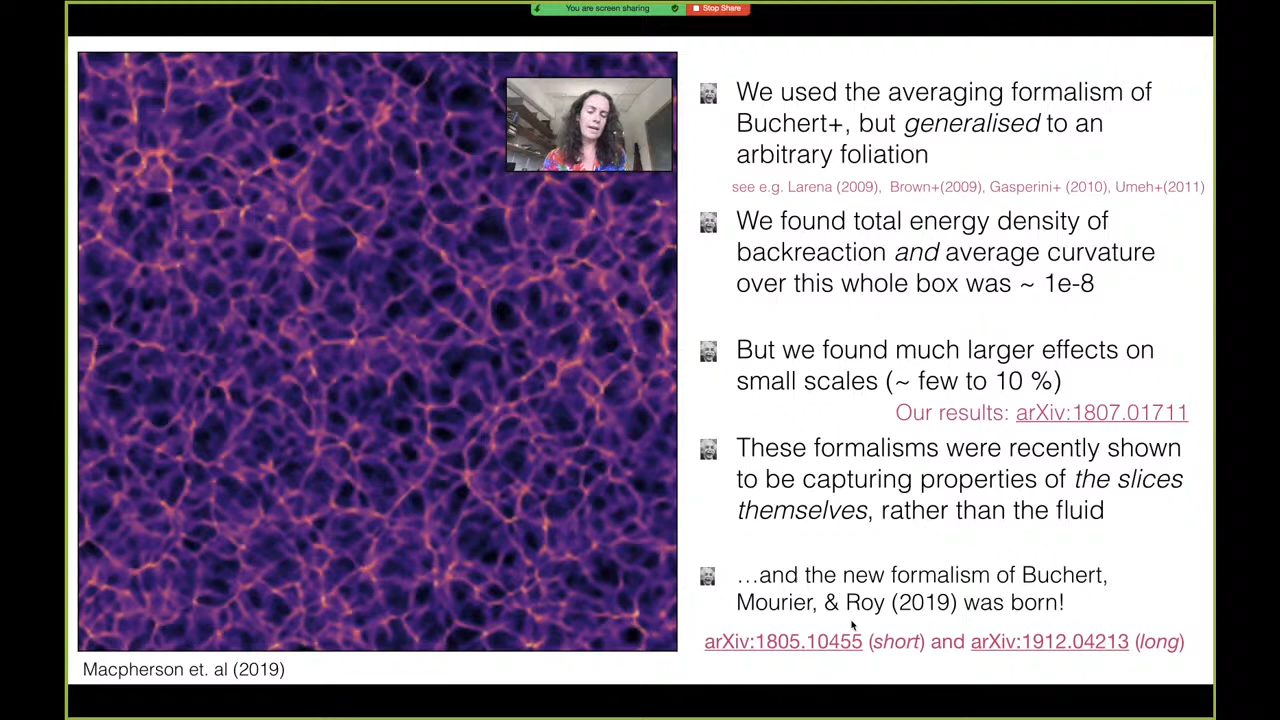 You are screen sharing
Stop Share
We used the averaging formalism of
Buchert+, but generalised to an
arbitrary foliation
see e.g. Larena (2009), Brown+(2009), Gasperini+ (2010), Umeh+(2011)
We found total energy density of
backreaction and average curvature
over this whole box was ~ 1e-8
But we found much larger effects on
small scales (~ few to 10 %)
Our results: arXiv:1807.01711
These formalisms were recently shown
to be capturing properties of the slices
themselves, rather than the fluid
…and the new formalism of Buchert,
Mourier, & Roy (2019) was born!
arXiv:1805.10455 (short) and arXiv:1912.04213 (long)
Macpherson et. al (2019)